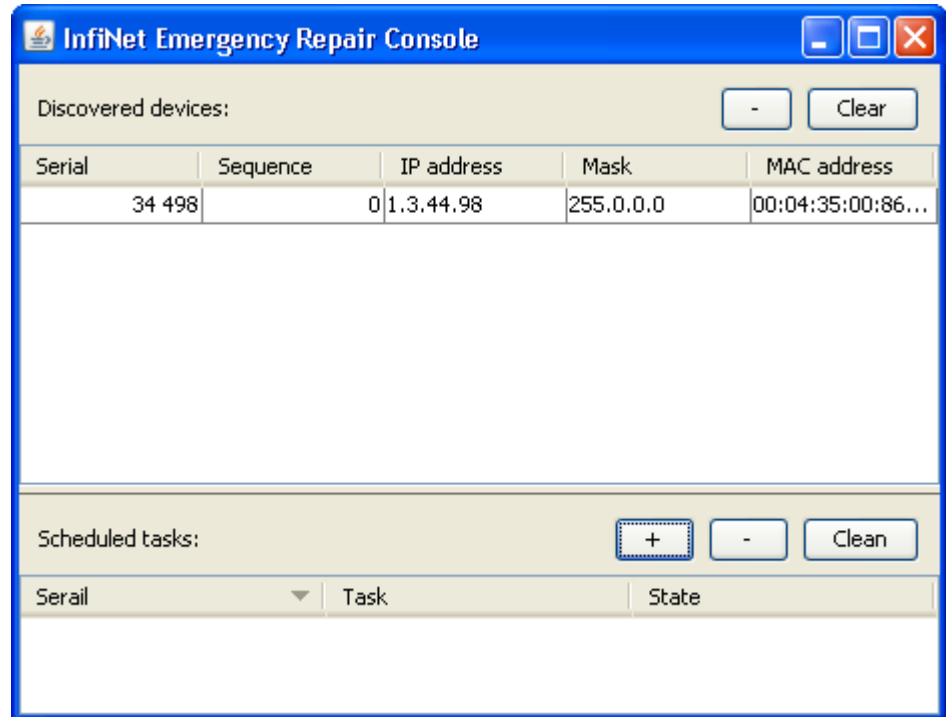 InfiNet Emergency Repair Console
Discovered devices: - Clear
Serial Sequence IP address Mask MAC address
34 498 0 1.3.44.98 255.0.0.0 00:04:35:00:86...
Scheduled tasks: + - Clean
Serail Task State